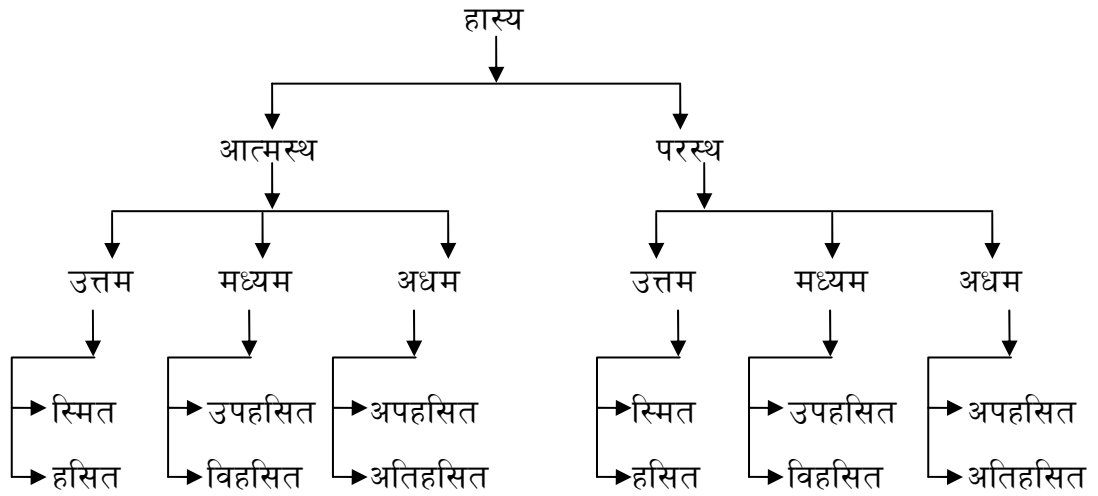 हास्य
आत्मस्थ परस्थ
उत्तम मध्यम अधम उत्तम मध्यम अधम
स्मित उपहसित अपहसित स्मित उपहसित अपहसित
हसित विहसित अतिहसित हसित विहसित अतिहसित